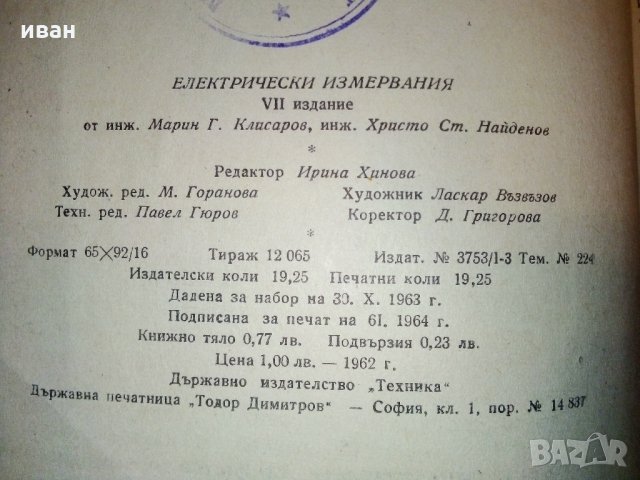 иван
ЕЛЕКТРИЧЕСКИ ИЗМЕРВАНИЯ
VII издание
от инж. Марин Г. Клисаров, инж. Христо Ст. Найденов
*
Редактор Ирина Хинова
Худож. ред. М. Горанова Художник Ласкар Възвъзов
Техн. ред. Павел Гюров Коректор Д. Григорова
*
Формат 65×92/16 Тираж 12 065 Издат. № 3753/I-3 Тем. № 224
Издателски коли 19,25 Печатни коли 19,25
Дадена за набор на 30. X. 1963 г.
Подписана за печат на 6I. 1964 г.
Книжно тяло 0,77 лв. Подвързия 0,23 лв.
Цена 1,00 лв. — 1962 г.
Държавно издателство „Техника“
Държавна печатница „Тодор Димитров“ — София, кл. 1, пор. № 14 837
BAZAR